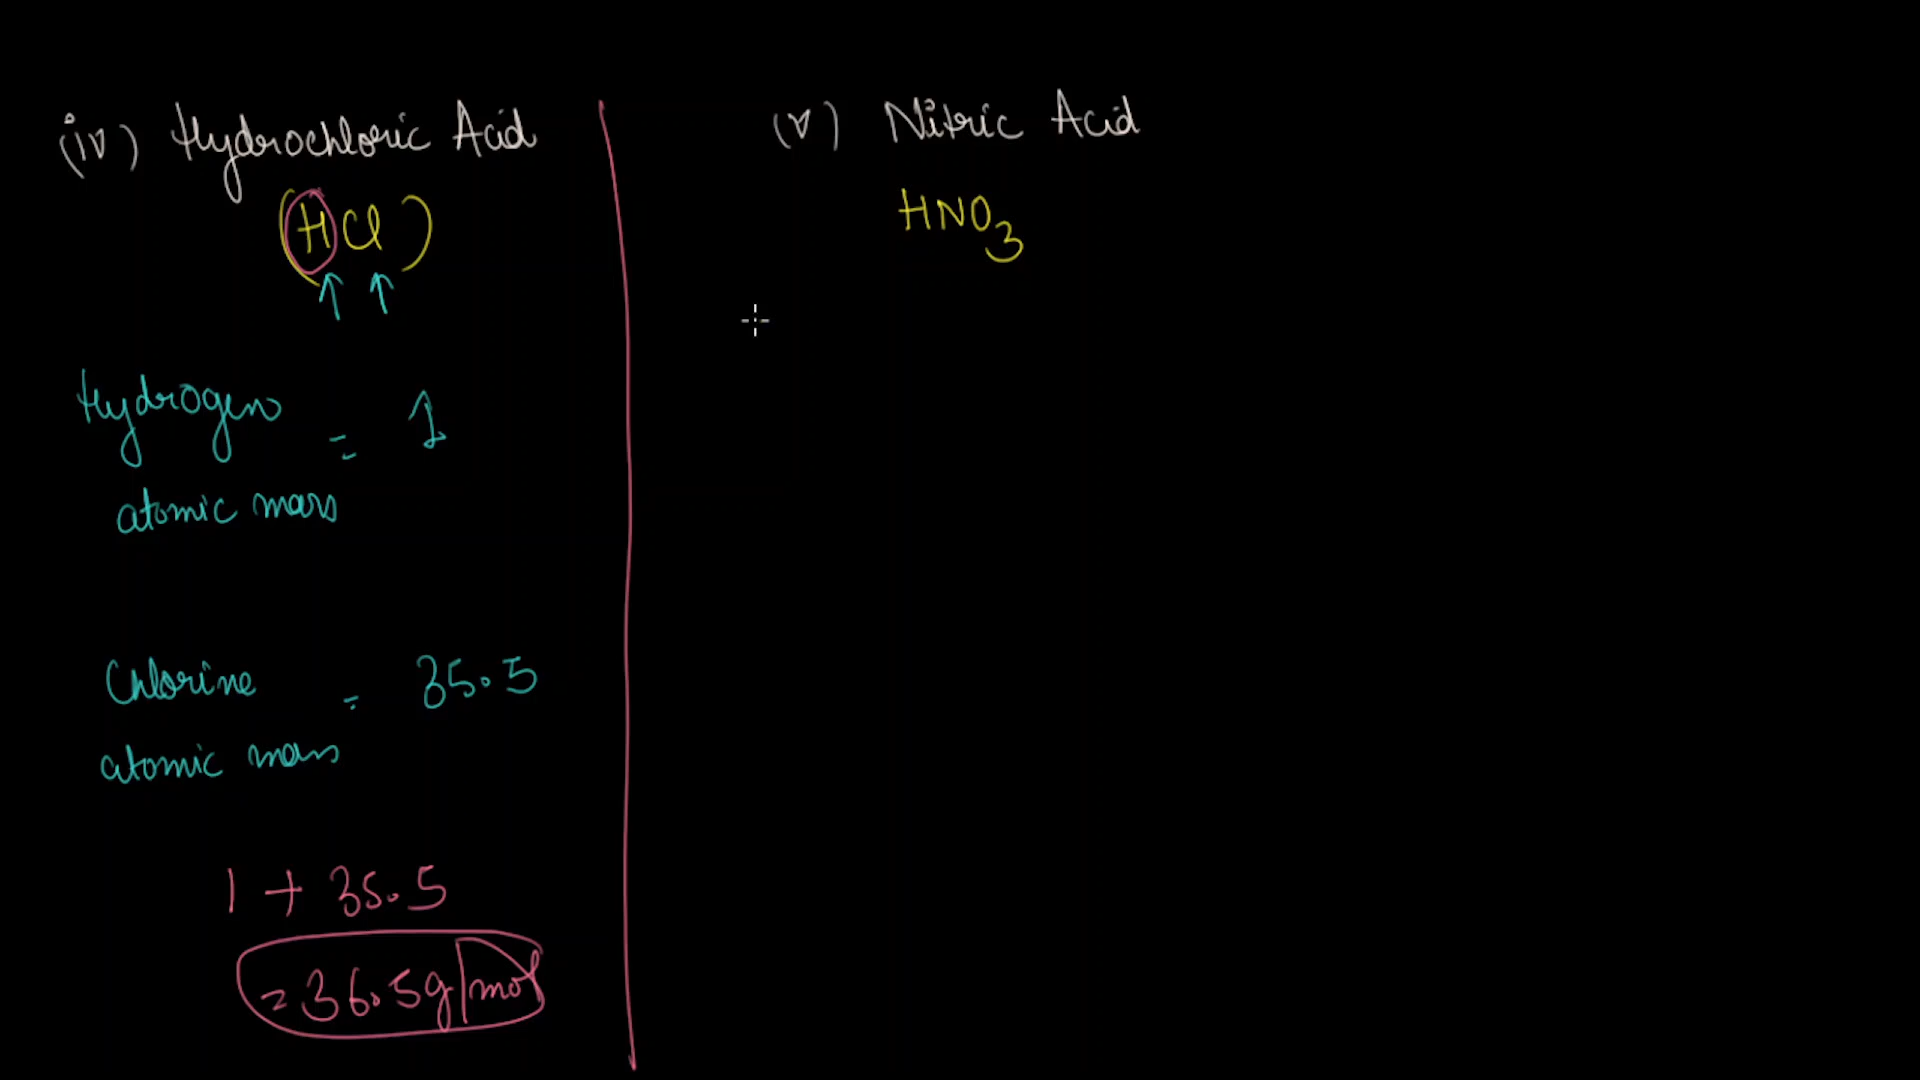 (iv) Hydrochloric Acid
(HCl)
Hydrogen
= 1
atomic mass
Chlorine
= 35.5
atomic mass
1 + 35.5
= 36.5g/mol
(v) Nitric Acid
HNO3